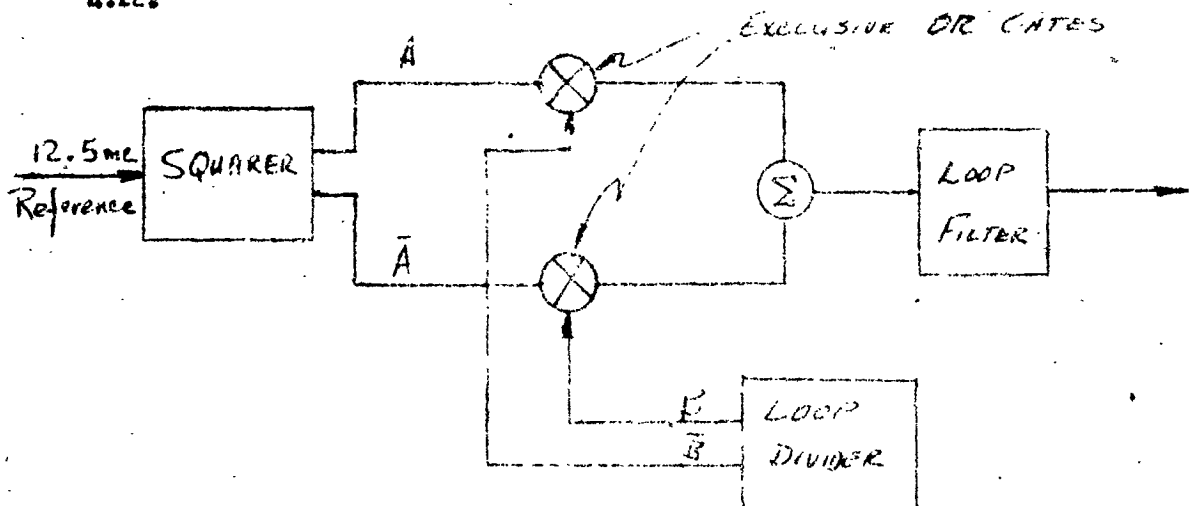 EXCLUSIVE OR GATES
A
12.5mc
Reference
SQUARER
Ā
Σ
LOOP
FILTER
B
B̄
LOOP
DIVIDER